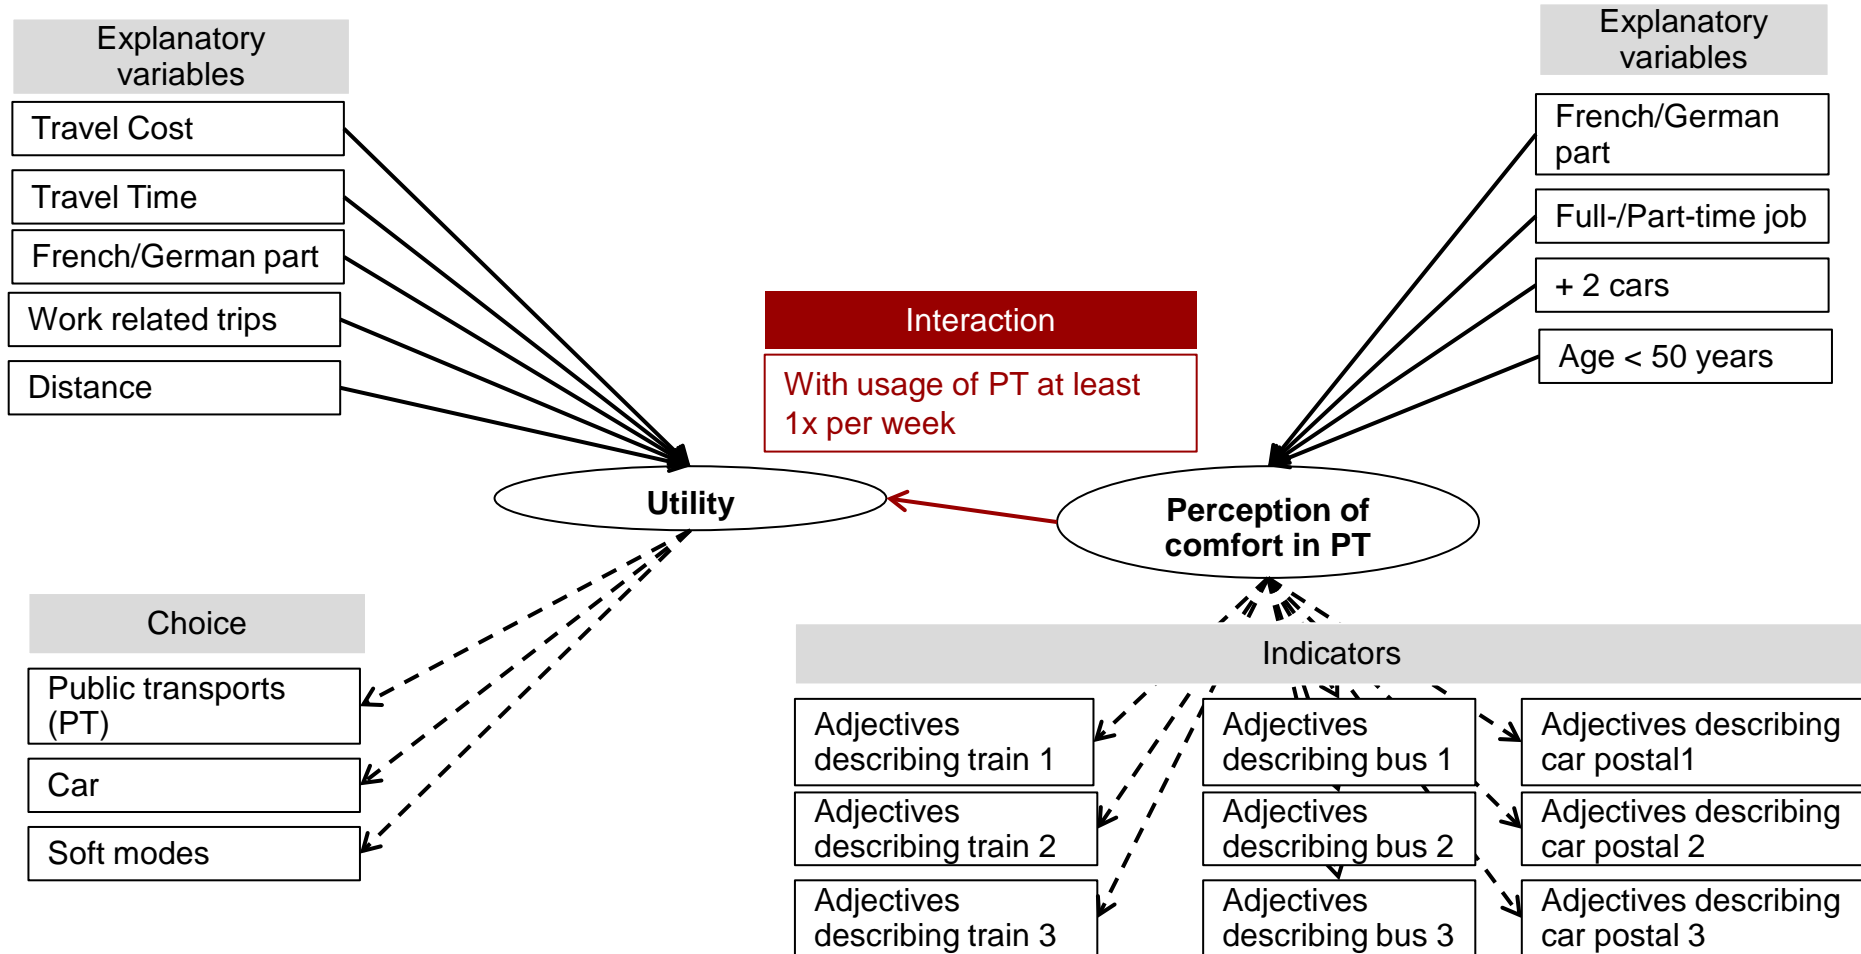 Explanatory
variables
Travel Cost
Travel Time
French/German part
Work related trips
Distance
Interaction
With usage of PT at least
1x per week
Explanatory
variables
French/German
part
Full-/Part-time job
+ 2 cars
Age < 50 years
Utility
Perception of
comfort in PT
Choice
Public transports
(PT)
Car
Soft modes
Indicators
Adjectives
describing train 1
Adjectives
describing bus 1
Adjectives describing
car postal1
Adjectives
describing train 2
Adjectives
describing bus 2
Adjectives describing
car postal 2
Adjectives
describing train 3
Adjectives
describing bus 3
Adjectives describing
car postal 3